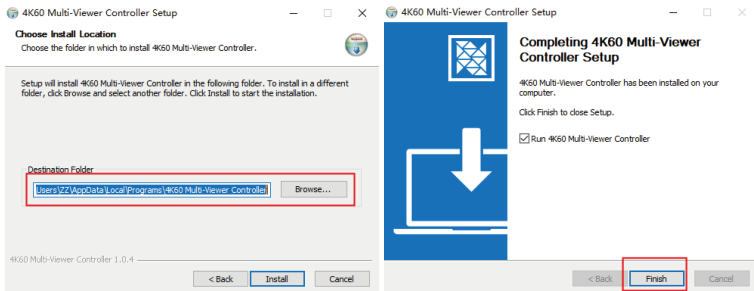 4K60 Multi-Viewer Controller Setup
Choose Install Location
Choose the folder in which to install 4K60 Multi-Viewer Controller.
Setup will install 4K60 Multi-Viewer Controller in the following folder. To install in a different
folder, click Browse and select another folder. Click Install to start the installation.
Destination Folder
Users\ZZ\AppData\Local\Programs\4K60 Multi-Viewer Controller
Browse...
4K60 Multi-Viewer Controller 1.0.4
< Back
Install
Cancel
4K60 Multi-Viewer Controller Setup
Completing 4K60 Multi-Viewer
Controller Setup
4K60 Multi-Viewer Controller has been installed on your
computer.
Click Finish to close Setup.
Run 4K60 Multi-Viewer Controller
< Back
Finish
Cancel